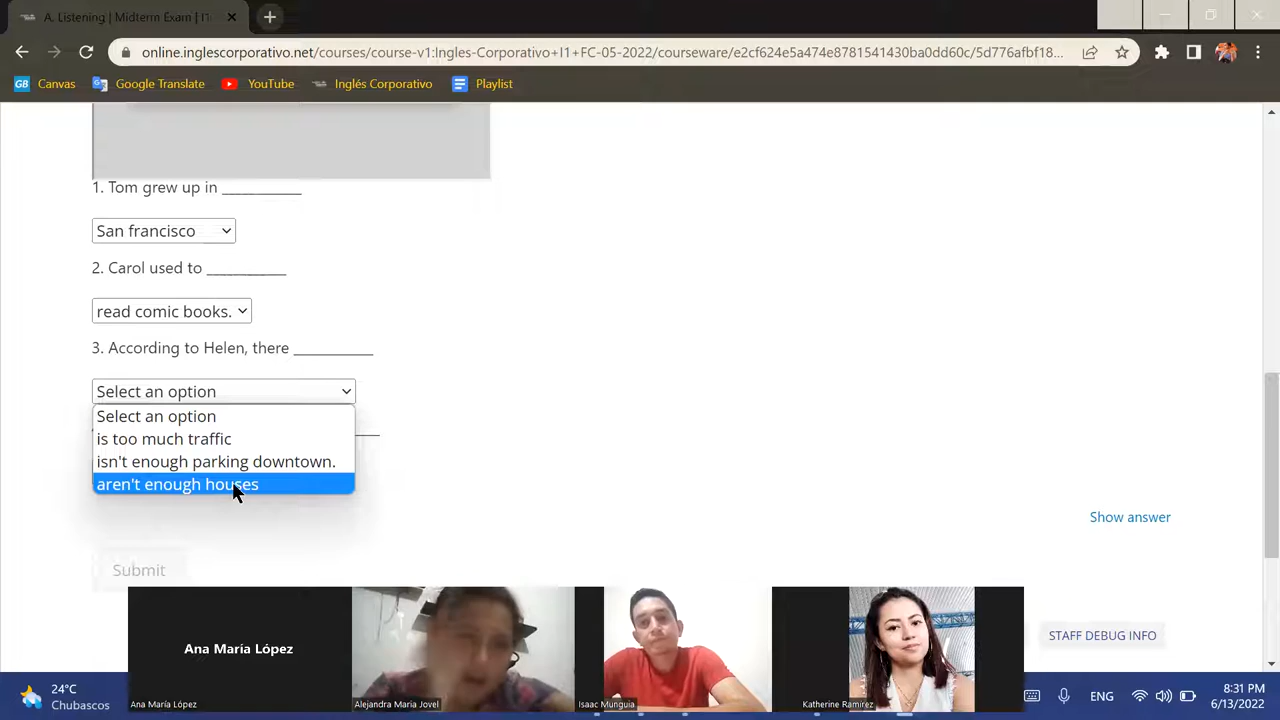 A. Listening | Midterm Exam | I1
online.inglescorporativo.net/courses/course-v1:Ingles-Corporativo+I1+FC-05-2022/courseware/e2cf624e5a474e8781541430ba0dd60c/5d776afbf18...
Canvas
Google Translate
YouTube
Inglés Corporativo
Playlist
1. Tom grew up in ___________
San francisco
2. Carol used to ___________
read comic books.
3. According to Helen, there ___________
Select an option
Select an option
is too much traffic
isn't enough parking downtown.
aren't enough houses
Show answer
Submit
Ana María López
Ana María López
Alejandra Maria Jovel
Isaac Munguia
Katherine Ramirez
STAFF DEBUG INFO
24°C
Chubascos
ENG
8:31 PM
6/13/2022